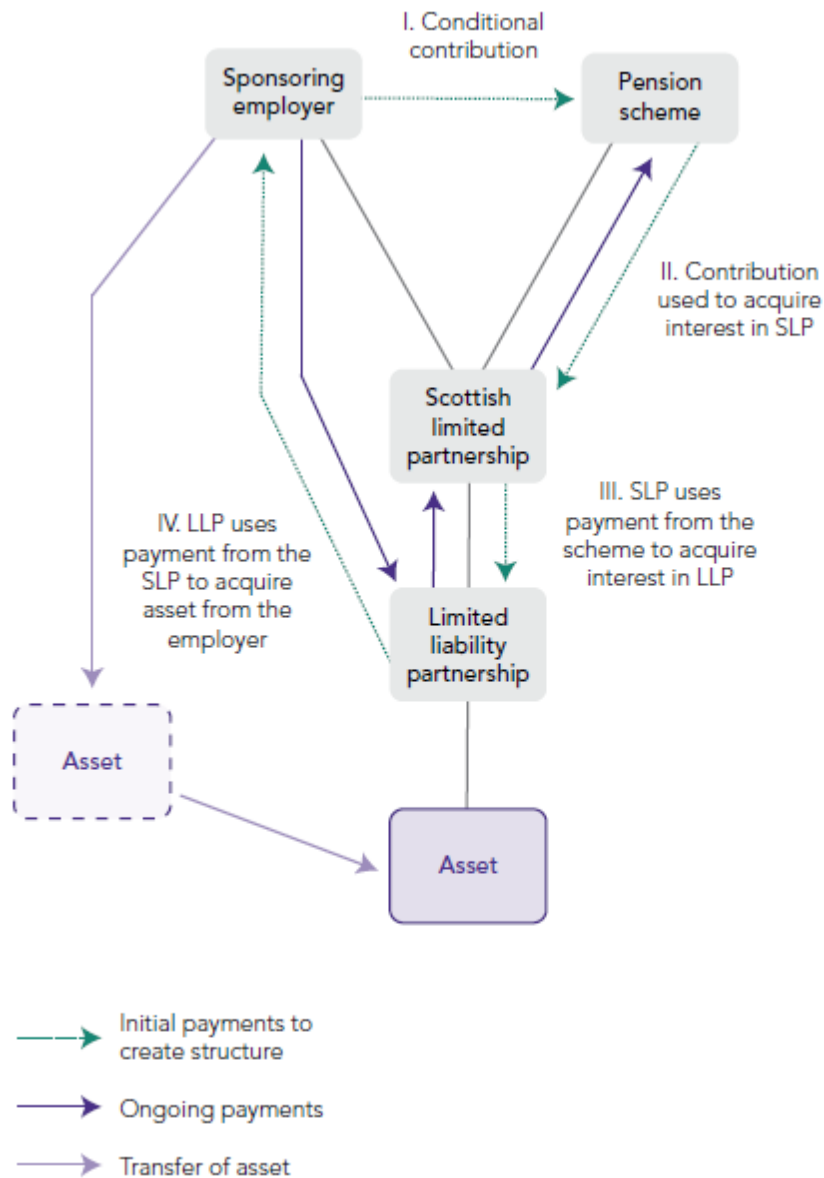 I. Conditional
contribution
Sponsoring
employer
Pension
scheme
II. Contribution
used to acquire
interest in SLP
Scottish
limited
partnership
III. SLP uses
payment from the
scheme to acquire
interest in LLP
IV. LLP uses
payment from the
SLP to acquire
asset from the
employer
Limited
liability
partnership
Asset
Asset
Initial payments to
create structure
Ongoing payments
Transfer of asset